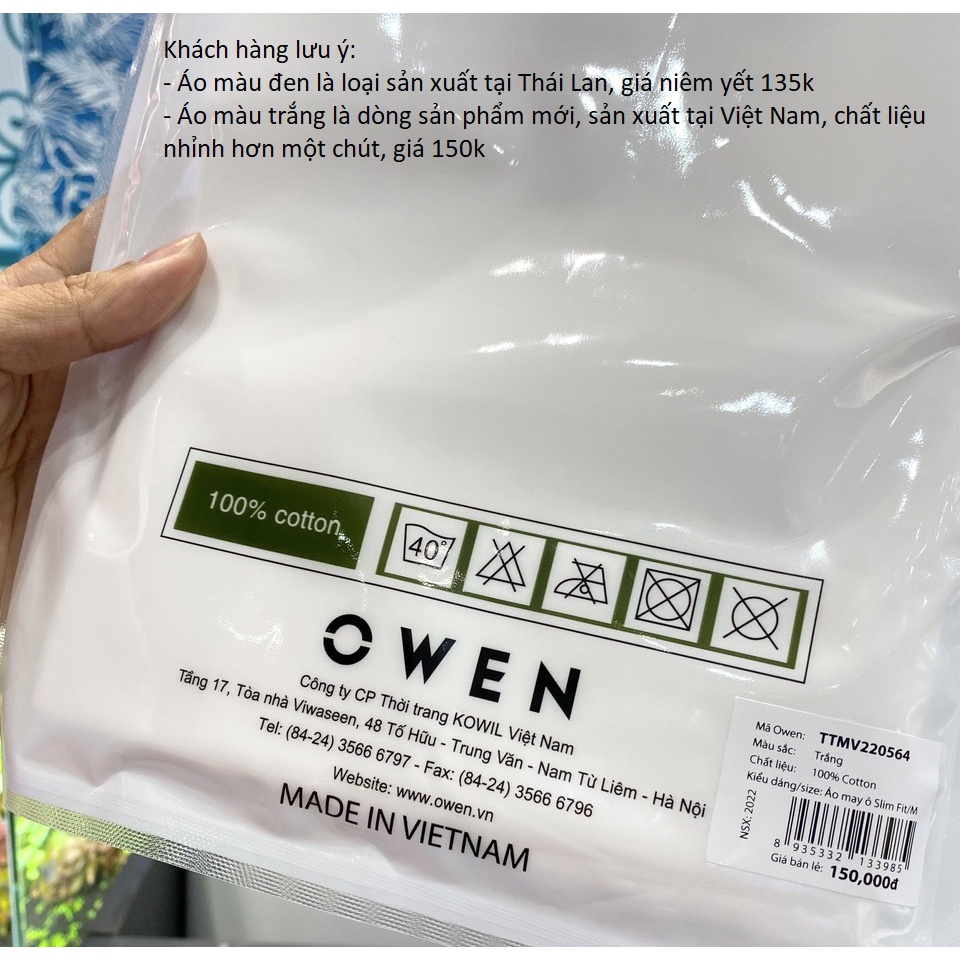 Khách hàng lưu ý:
- Áo màu đen là loại sản xuất tại Thái Lan, giá niêm yết 135k
- Áo màu trắng là dòng sản phẩm mới, sản xuất tại Việt Nam, chất liệu
nhỉnh hơn một chút, giá 150k
100% cotton
40°
OWEN
Công ty CP Thời trang KOWIL Việt Nam
Tầng 17, Tòa nhà Viwaseen, 48 Tố Hữu - Trung Văn - Nam Từ Liêm - Hà Nội
Tel: (84-24) 3566 6797 - Fax: (84-24) 3566 6796
Website: www.owen.vn
MADE IN VIETNAM
Mã Owen: TTMV220564
Màu sắc: Trắng
Chất liệu: 100% Cotton
Kiểu dáng/size: Áo may ô Slim Fit/M
NSX: 2022
8 935332 133985
Giá bán lẻ: 150,000đ